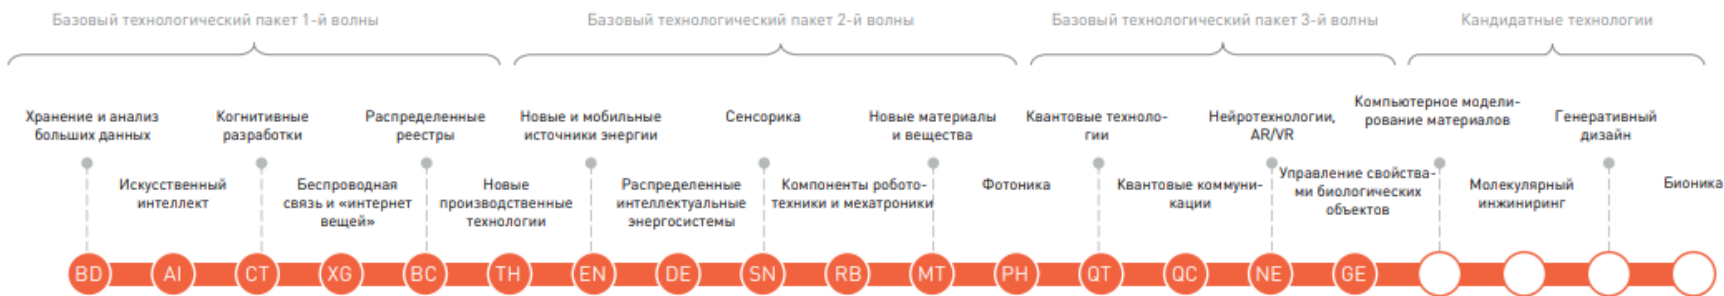 Базовый технологический пакет 1-й волны
Базовый технологический пакет 2-й волны
Базовый технологический пакет 3-й волны
Кандидатные технологии
Хранение и анализ
больших данных
Искусственный
интеллект
Когнитивные
разработки
Беспроводная
связь и «интернет
вещей»
Распределенные
реестры
Новые
производственные
технологии
Новые и мобильные
источники энергии
Распределенные
интеллектуальные
энергосистемы
Сенсорика
Компоненты робото-
техники и мехатроники
Новые материалы
и вещества
Фотоника
Квантовые техноло-
гии
Квантовые коммуни-
кации
Нейротехнологии,
AR/VR
Управление свойства-
ми биологических
объектов
Компьютерное модели-
рование материалов
Молекулярный
инжиниринг
Генеративный
дизайн
Бионика
BD
AI
CT
XG
BC
TH
EN
DE
SN
RB
MT
PH
QT
QC
NE
GE